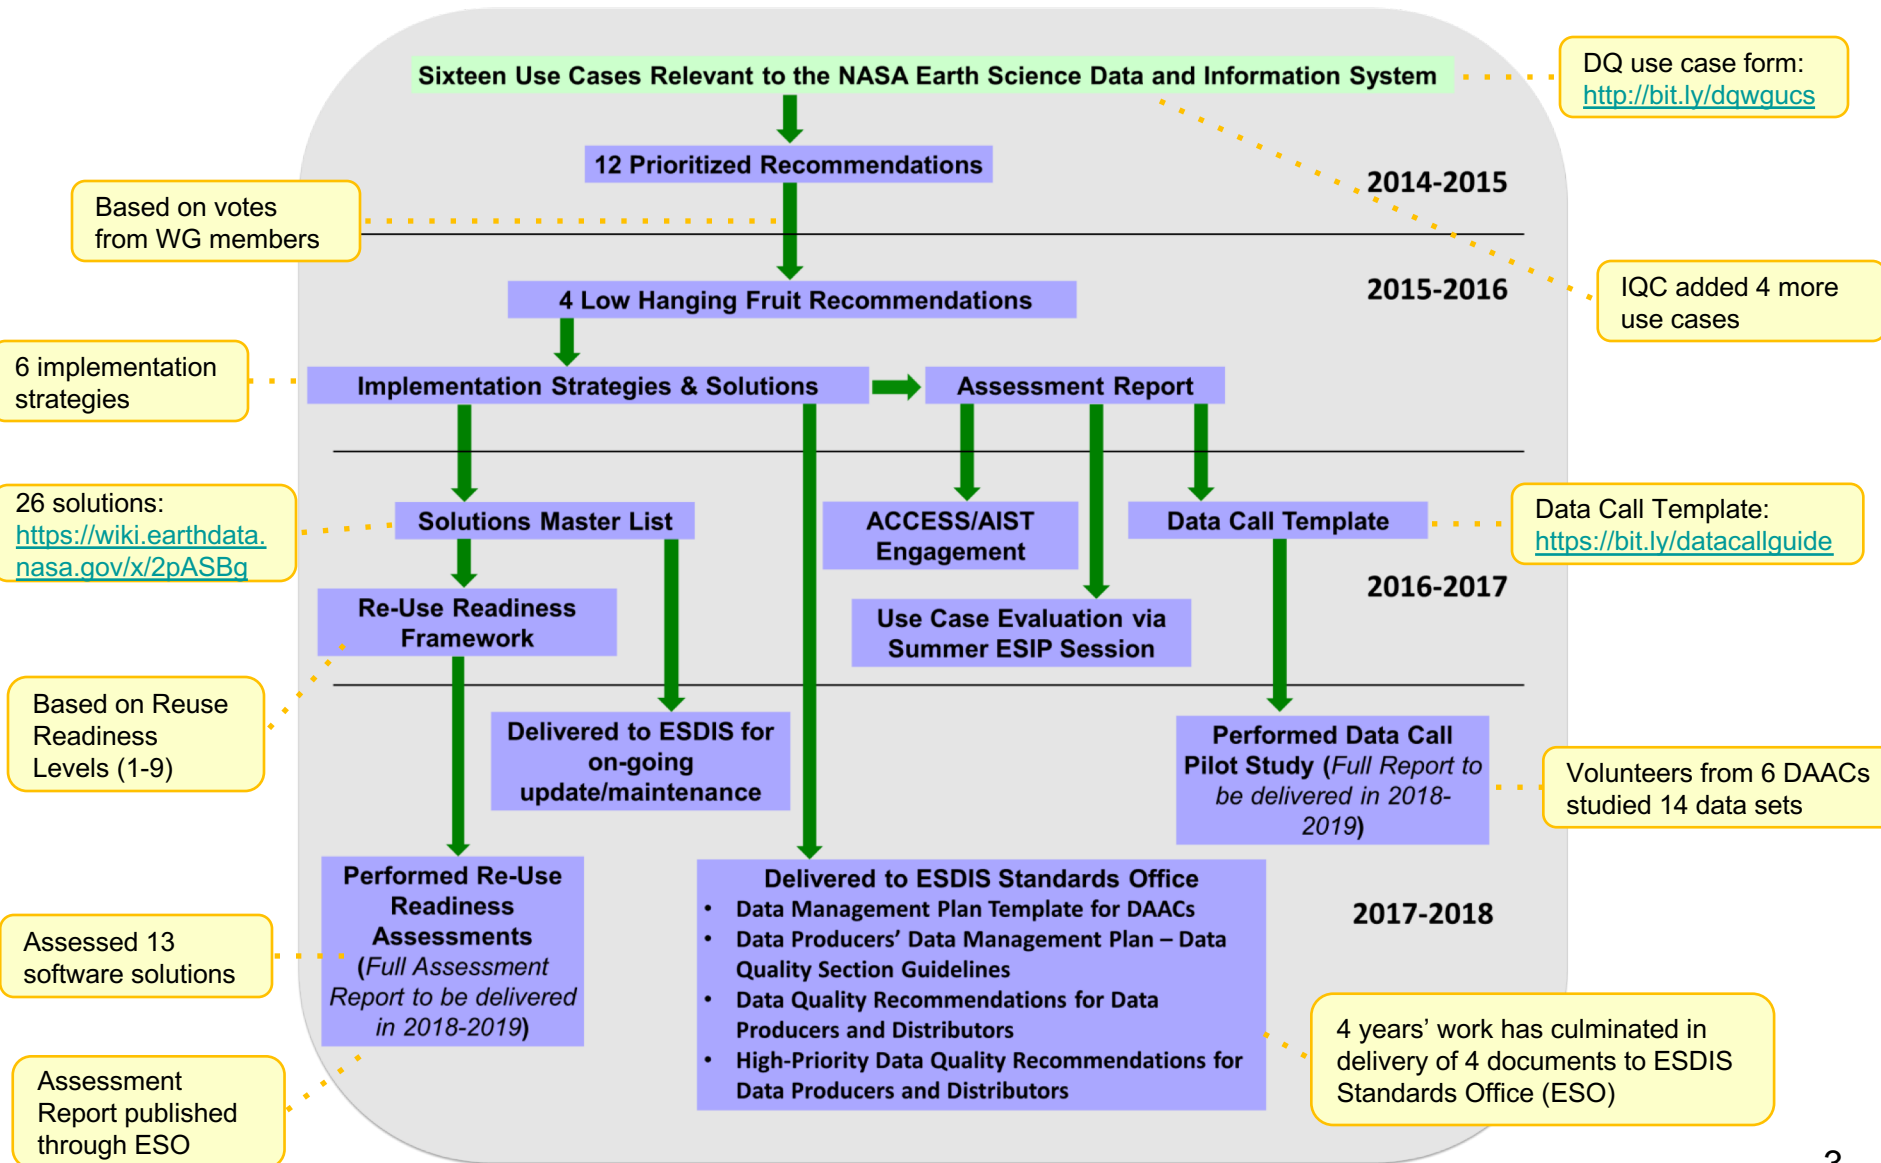 Sixteen Use Cases Relevant to the NASA Earth Science Data and Information System
DQ use case form:
http://bit.ly/dqwgucs
12 Prioritized Recommendations
2014-2015
Based on votes
from WG members
4 Low Hanging Fruit Recommendations
2015-2016
IQC added 4 more
use cases
6 implementation
strategies
Implementation Strategies & Solutions
Assessment Report
26 solutions:
https://wiki.earthdata.
nasa.gov/x/2pASBg
Solutions Master List
ACCESS/AIST
Engagement
Data Call Template
Data Call Template:
https://bit.ly/datacallguide
2016-2017
Re-Use Readiness
Framework
Use Case Evaluation via
Summer ESIP Session
Based on Reuse
Readiness
Levels (1-9)
Delivered to ESDIS for
on-going
update/maintenance
Performed Data Call
Pilot Study (Full Report to
be delivered in 2018-
2019)
Volunteers from 6 DAACs
studied 14 data sets
Performed Re-Use
Readiness
Assessments
(Full Assessment
Report to be delivered
in 2018-2019)
Delivered to ESDIS Standards Office
• Data Management Plan Template for DAACs
• Data Producers’ Data Management Plan – Data
Quality Section Guidelines
• Data Quality Recommendations for Data
Producers and Distributors
• High-Priority Data Quality Recommendations for
Data Producers and Distributors
2017-2018
Assessed 13
software solutions
4 years’ work has culminated in
delivery of 4 documents to ESDIS
Standards Office (ESO)
Assessment
Report published
through ESO
3